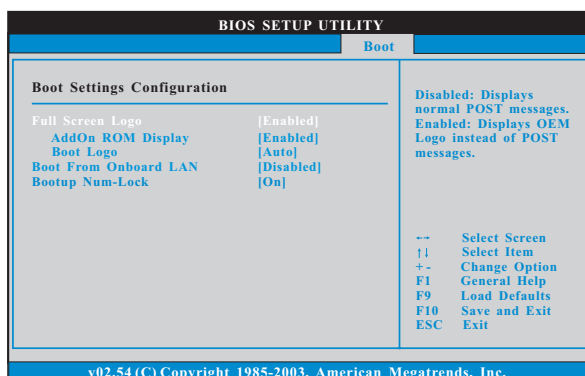 BIOS SETUP UTILITY
Boot
Boot Settings Configuration
Full Screen Logo [Enabled]
AddOn ROM Display [Enabled]
Boot Logo [Auto]
Boot From Onboard LAN [Disabled]
Bootup Num-Lock [On]
Disabled: Displays
normal POST messages.
Enabled: Displays OEM
Logo instead of POST
messages.
←→ Select Screen
↑↓ Select Item
+ - Change Option
F1 General Help
F9 Load Defaults
F10 Save and Exit
ESC Exit
v02.54 (C) Copyright 1985-2003, American Megatrends, Inc.